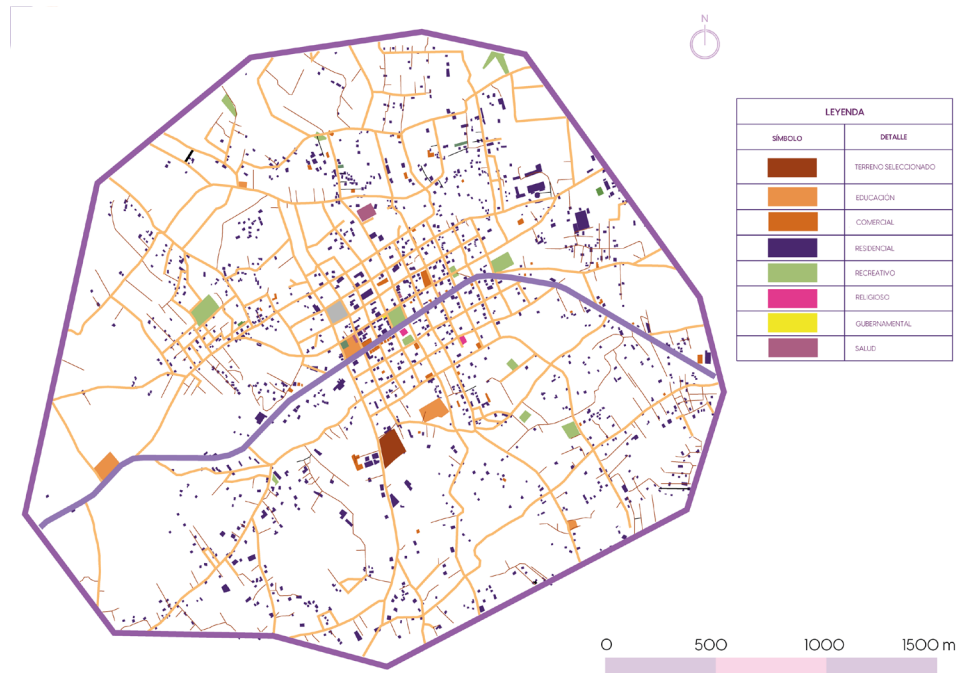 N
LEYENDA
SÍMBOLO DETALLE
TERRENO SELECCIONADO
EDUCACIÓN
COMERCIAL
RESIDENCIAL
RECREATIVO
RELIGIOSO
GUBERNAMENTAL
SALUD
0 500 1000 1500 m